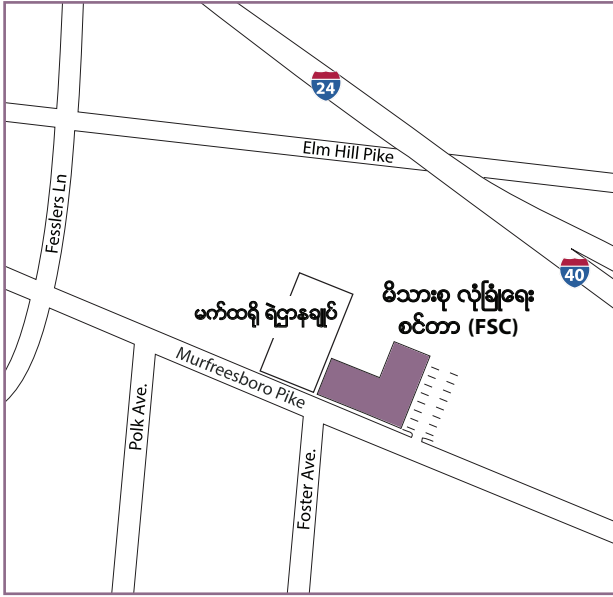 24
Elm Hill Pike
Fesslers Ln
40
မိသားစု လုံခြုံရေး
စင်တာ (FSC)
မက်ထရို ရဲဌာနချုပ်
Murfreesboro Pike
Polk Ave.
Foster Ave.